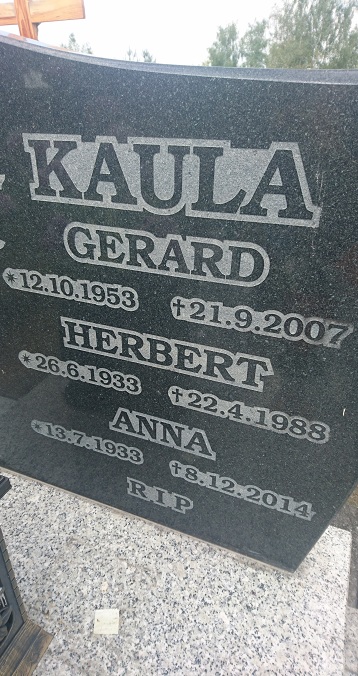 KAULA
GERARD
*12.10.1953 †21.9.2007
HERBERT
*26.6.1933 †22.4.1988
ANNA
*13.7.1933 †8.12.2014
RIP